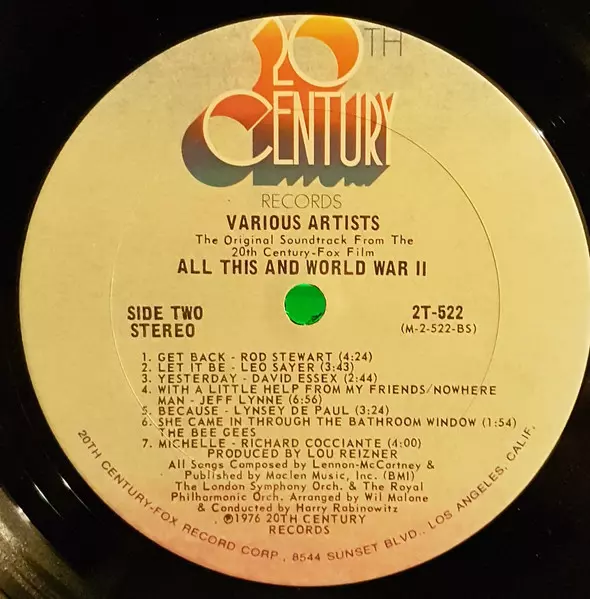 20TH
CENTURY
RECORDS
VARIOUS ARTISTS
The Original Soundtrack From The
20th Century-Fox Film
ALL THIS AND WORLD WAR II
SIDE TWO
STEREO
2T-522
(M-2-522-BS)
1. GET BACK - ROD STEWART (4:24)
2. LET IT BE - LEO SAYER (3:43)
3. YESTERDAY - DAVID ESSEX (2:44)
4. WITH A LITTLE HELP FROM MY FRIENDS/NOWHERE
MAN - JEFF LYNNE (6:56)
5. BECAUSE - LYNSEY DE PAUL (3:24)
6. SHE CAME IN THROUGH THE BATHROOM WINDOW (1:54)
THE BEE GEES
7. MICHELLE - RICHARD COCCIANTE (4:00)
PRODUCED BY LOU REIZNER
All Songs Composed by Lennon-McCartney &
Published by Maclen Music, Inc. (BMI)
The London Symphony Orch. & The Royal
Philharmonic Orch. Arranged by Wil Malone
& Conducted by Harry Rabinowitz
℗1976 20TH CENTURY
RECORDS
20TH CENTURY-FOX RECORD CORP., 8544 SUNSET BLVD., LOS ANGELES, CALIF.